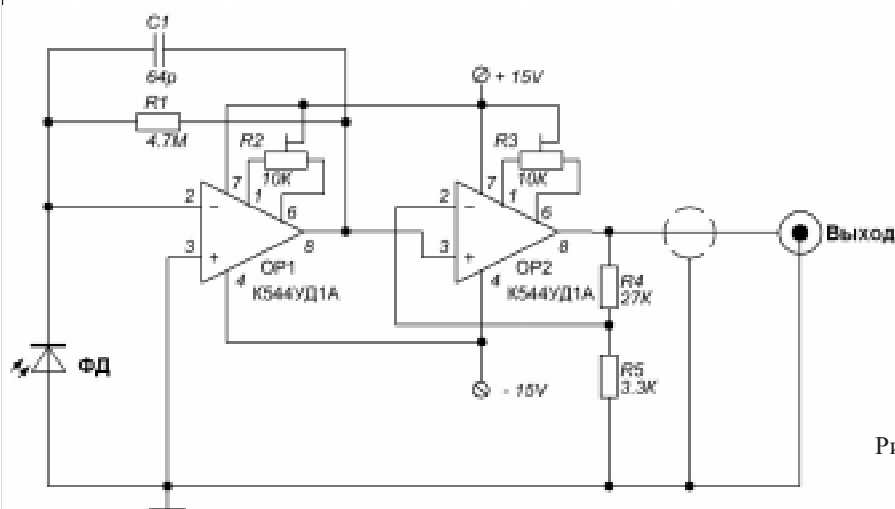 C1
64p
R1
4.7M
+ 15V
R2
10K
R3
10K
7
1
6
2
3
8
4
OP1
К544УД1А
7
1
6
2
3
8
4
OP2
К544УД1А
Выход
R4
27K
R5
3.3K
ФД
- 15V
Ри